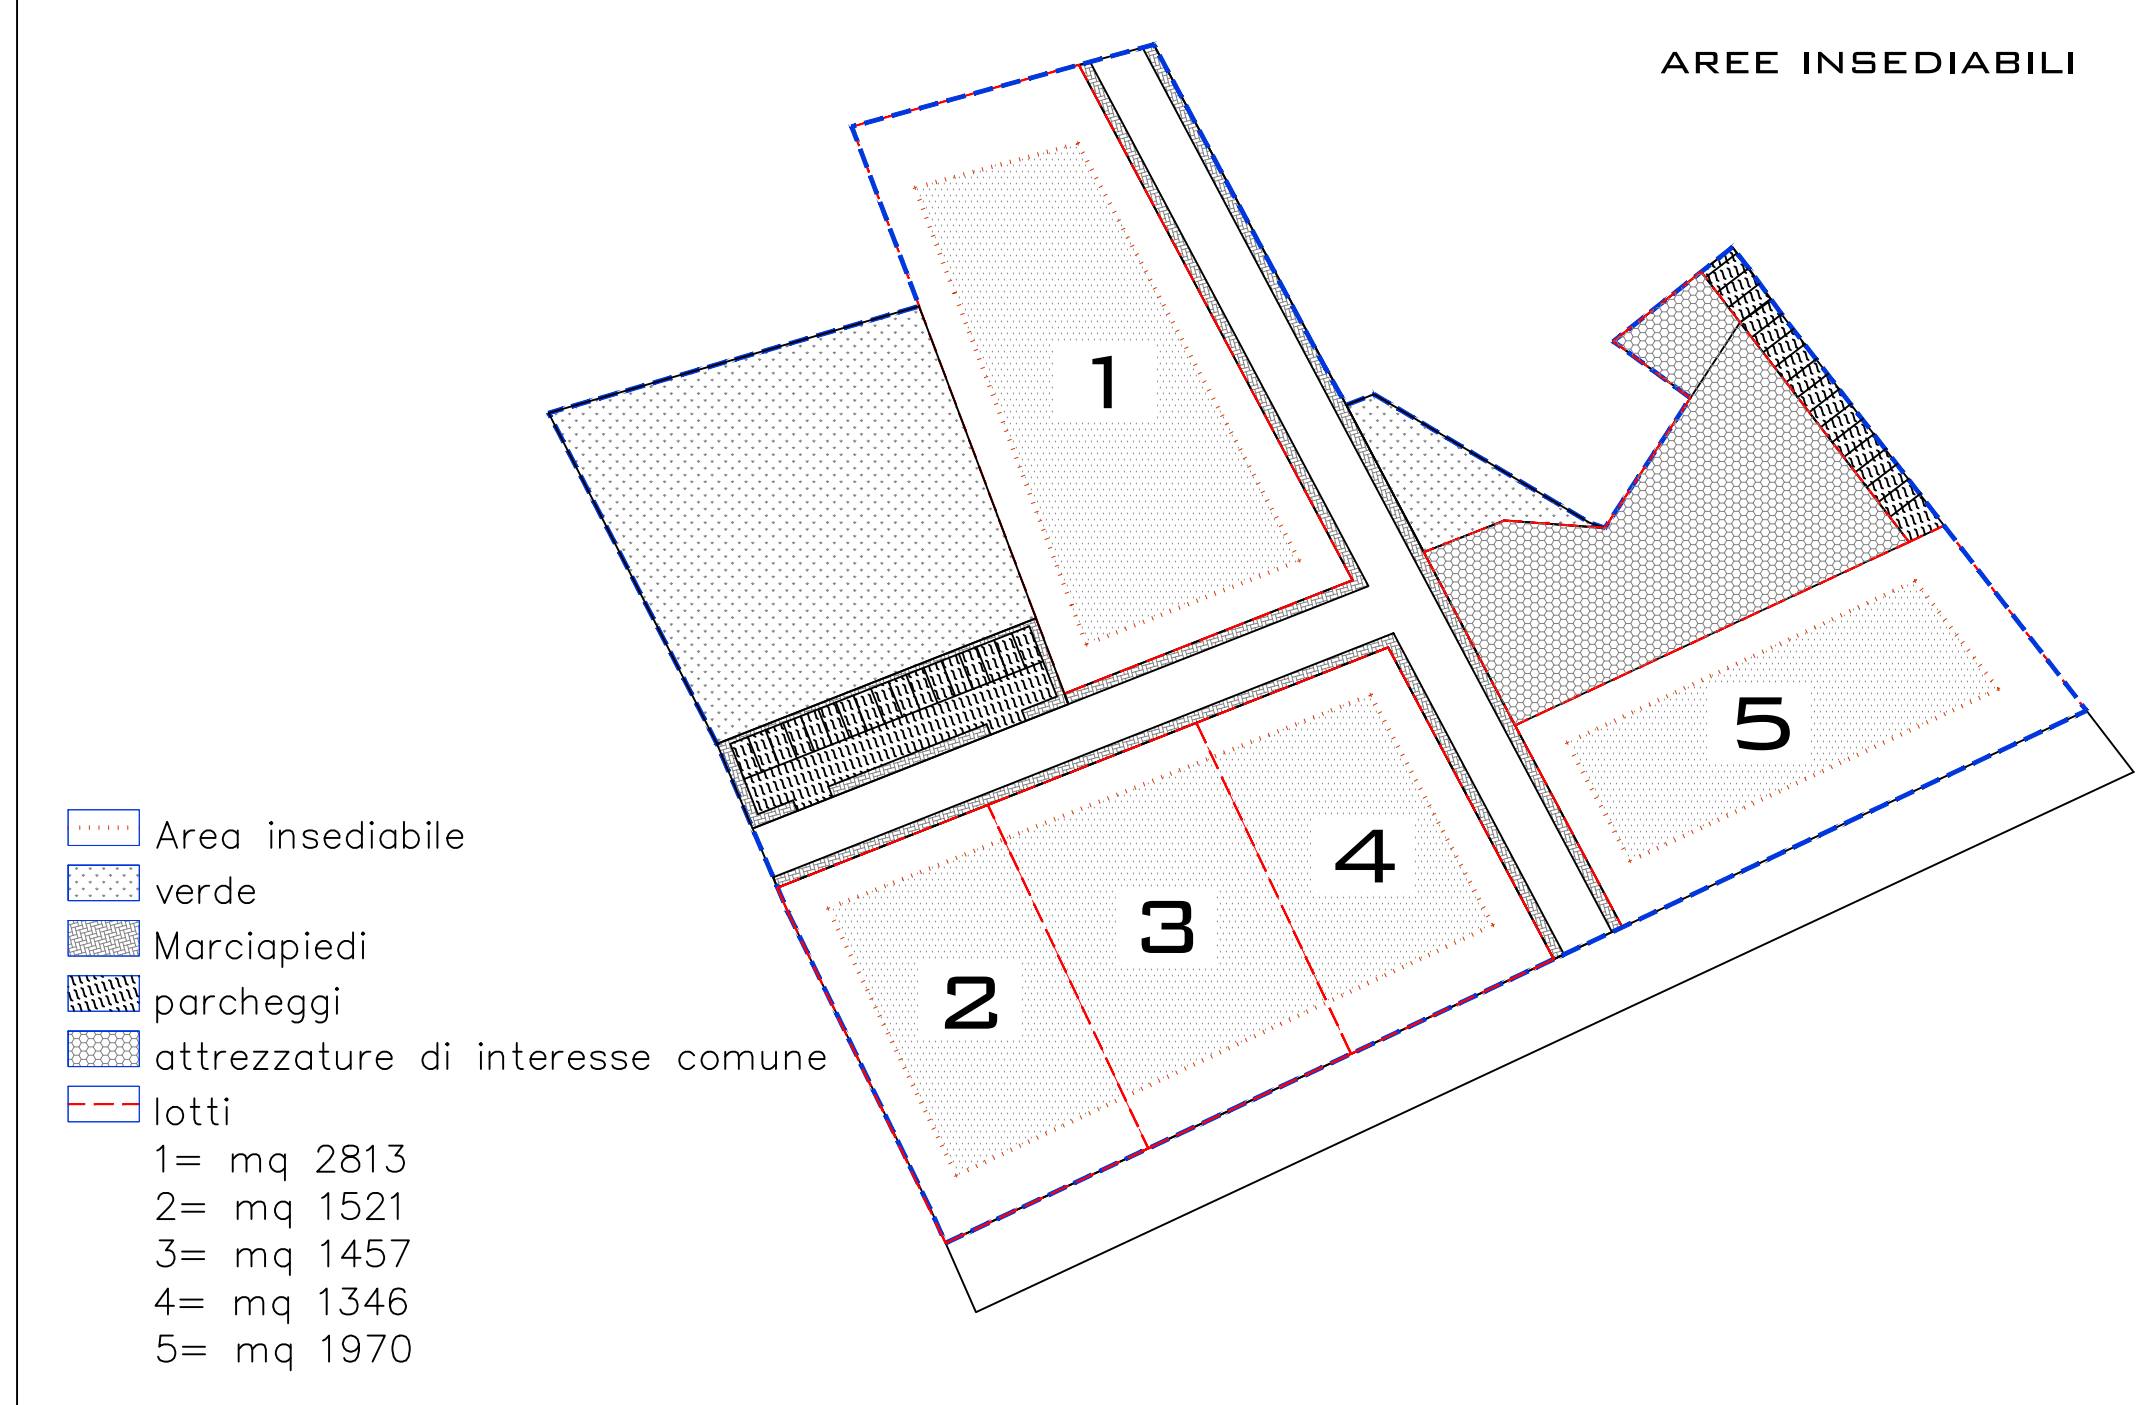 AREE INSEDIABILI
1
5
4
3
2
Area insediabile
verde
Marciapiedi
parcheggi
attrezzature di interesse comune
lotti
1= mq 2813
2= mq 1521
3= mq 1457
4= mq 1346
5= mq 1970